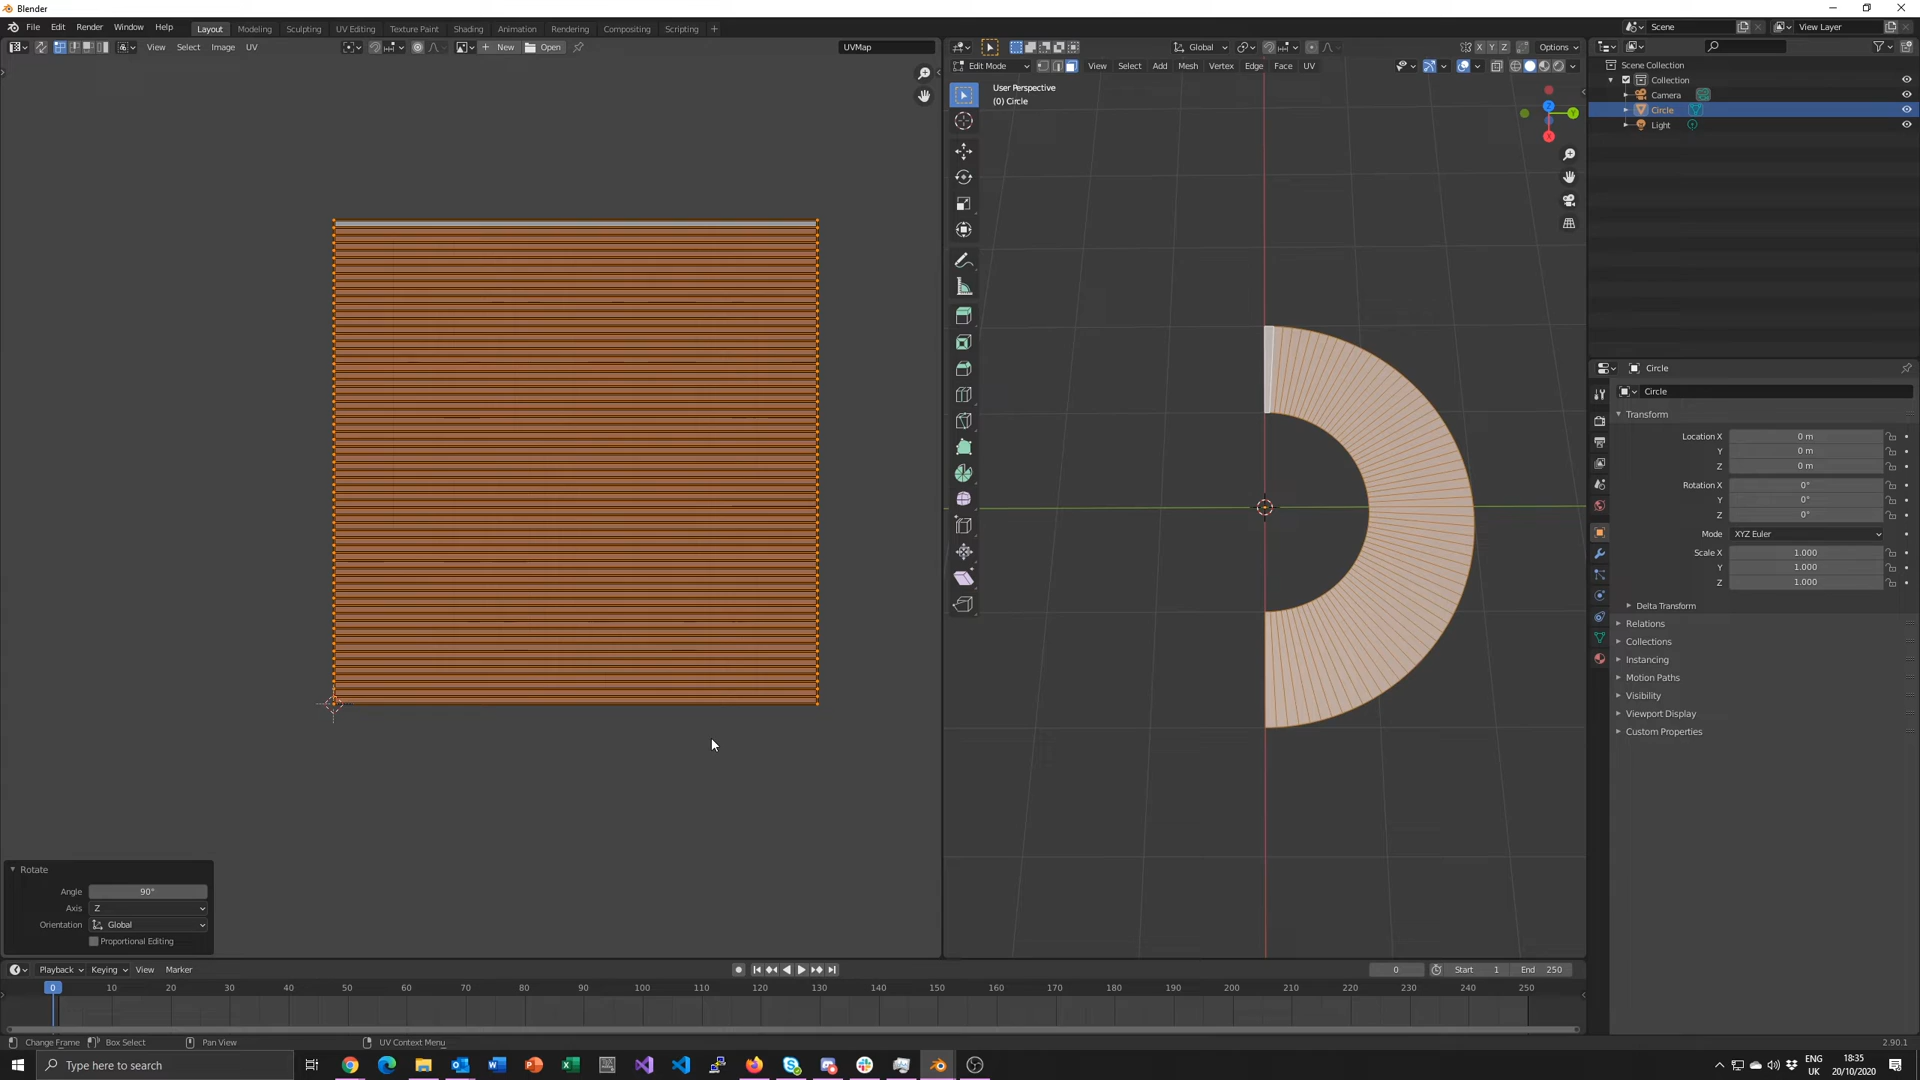 Blender
File Edit Render Window Help Layout Modeling Sculpting UV Editing Texture Paint Shading Animation Rendering Compositing Scripting + Scene View Layer
View Select Image UV New Open UVMap Global X Y Z Options
Edit Mode View Select Add Mesh Vertex Edge Face UV
User Perspective
(0) Circle
Z
Y
X
Scene Collection
Collection
Camera
Circle
Light
Circle
Circle
Transform
Location X 0 m
Y 0 m
Z 0 m
Rotation X 0°
Y 0°
Z 0°
Mode XYZ Euler
Scale X 1.000
Y 1.000
Z 1.000
Delta Transform
Relations
Collections
Instancing
Motion Paths
Visibility
Viewport Display
Custom Properties
Rotate
Angle 90°
Axis Z
Orientation Global
Proportional Editing
Playback Keying View Marker 0 Start 1 End 250
0 10 20 30 40 50 60 70 80 90 100 110 120 130 140 150 160 170 180 190 200 210 220 230 240 250
Change Frame Box Select Pan View UV Context Menu 2.90.1
Type here to search
ENG
UK
18:35
20/10/2020